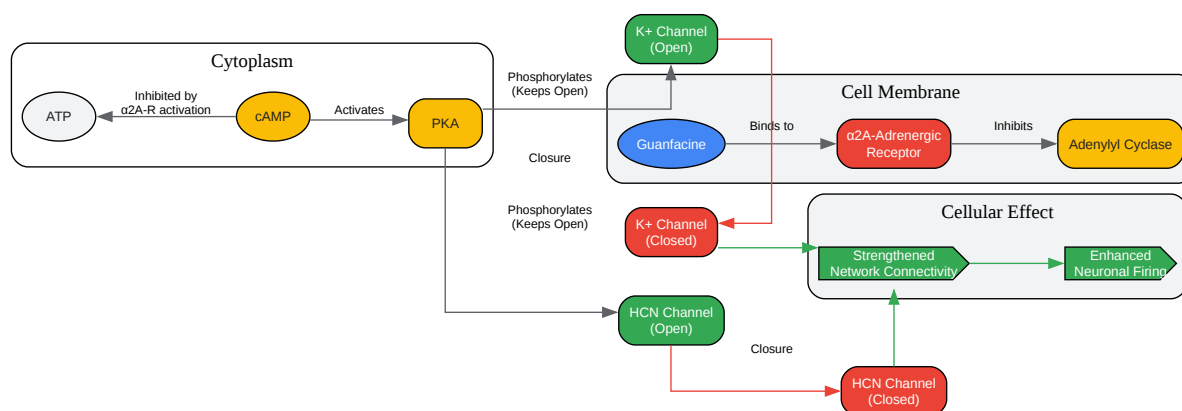 Cytoplasm
ATP
Inhibited by
α2A-R activation
cAMP
Activates
PKA
Phosphorylates
(Keeps Open)
K+ Channel
(Open)
Cell Membrane
Guanfacine
Binds to
α2A-Adrenergic
Receptor
Inhibits
Adenylyl Cyclase
Closure
Phosphorylates
(Keeps Open)
K+ Channel
(Closed)
Cellular Effect
Strengthened
Network Connectivity
Enhanced
Neuronal Firing
HCN Channel
(Open)
Closure
HCN Channel
(Closed)